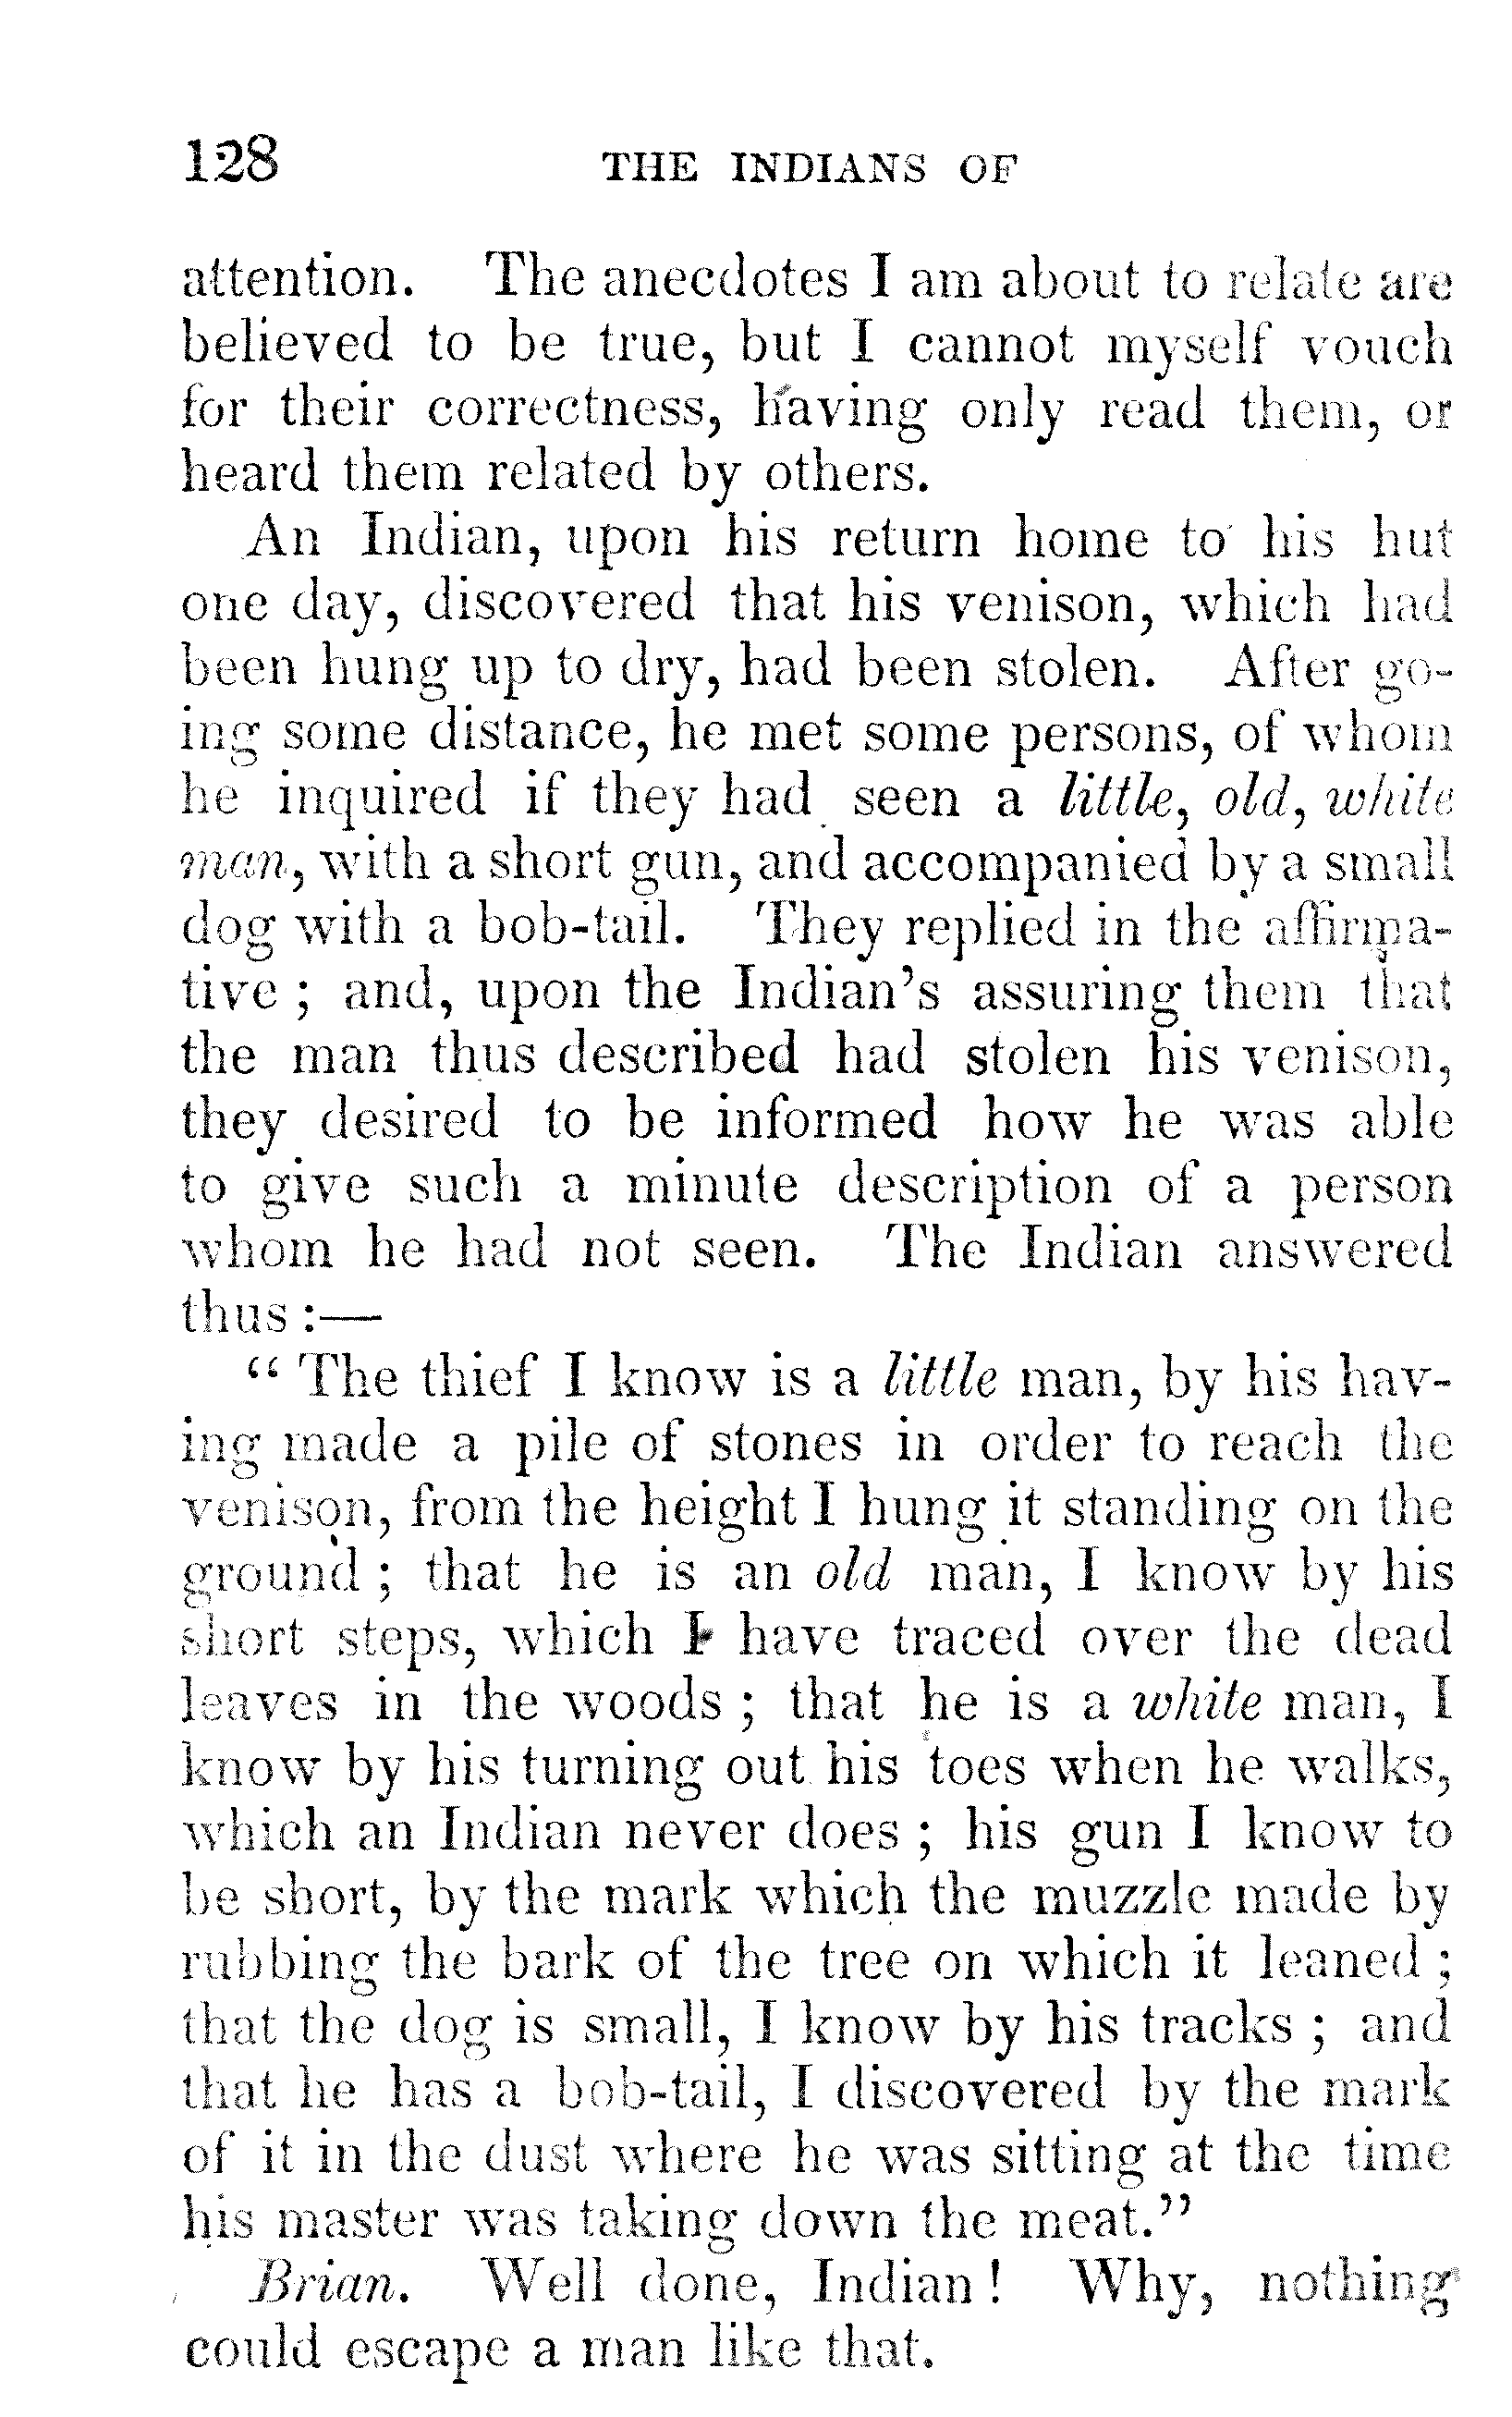 128 THE INDIANS OF
attention. The anecdotes I am about to relate are
believed to be true, but I cannot myself vouch
for their correctness, having only read them, or
heard them related by others.
An Indian, upon his return home to his hut
one day, discovered that his venison, which had
been hung up to dry, had been stolen. After go-
ing some distance, he met some persons, of whom
he inquired if they had seen a little, old, white
man, with a short gun, and accompanied by a small
dog with a bob-tail. They replied in the affirma-
tive ; and, upon the Indian's assuring them that
the man thus described had stolen his venison,
they desired to be informed how he was able
to give such a minute description of a person
whom he had not seen. The Indian answered
thus :—
“ The thief I know is a little man, by his hav-
ing made a pile of stones in order to reach the
venison, from the height I hung it standing on the
ground ; that he is an old man, I know by his
short steps, which I have traced over the dead
leaves in the woods ; that he is a white man, I
know by his turning out his toes when he walks,
which an Indian never does ; his gun I know to
be short, by the mark which the muzzle made by
rubbing the bark of the tree on which it leaned ;
that the dog is small, I know by his tracks ; and
that he has a bob-tail, I discovered by the mark
of it in the dust where he was sitting at the time
his master was taking down the meat.”
Brian. Well done, Indian ! Why, nothing
could escape a man like that.